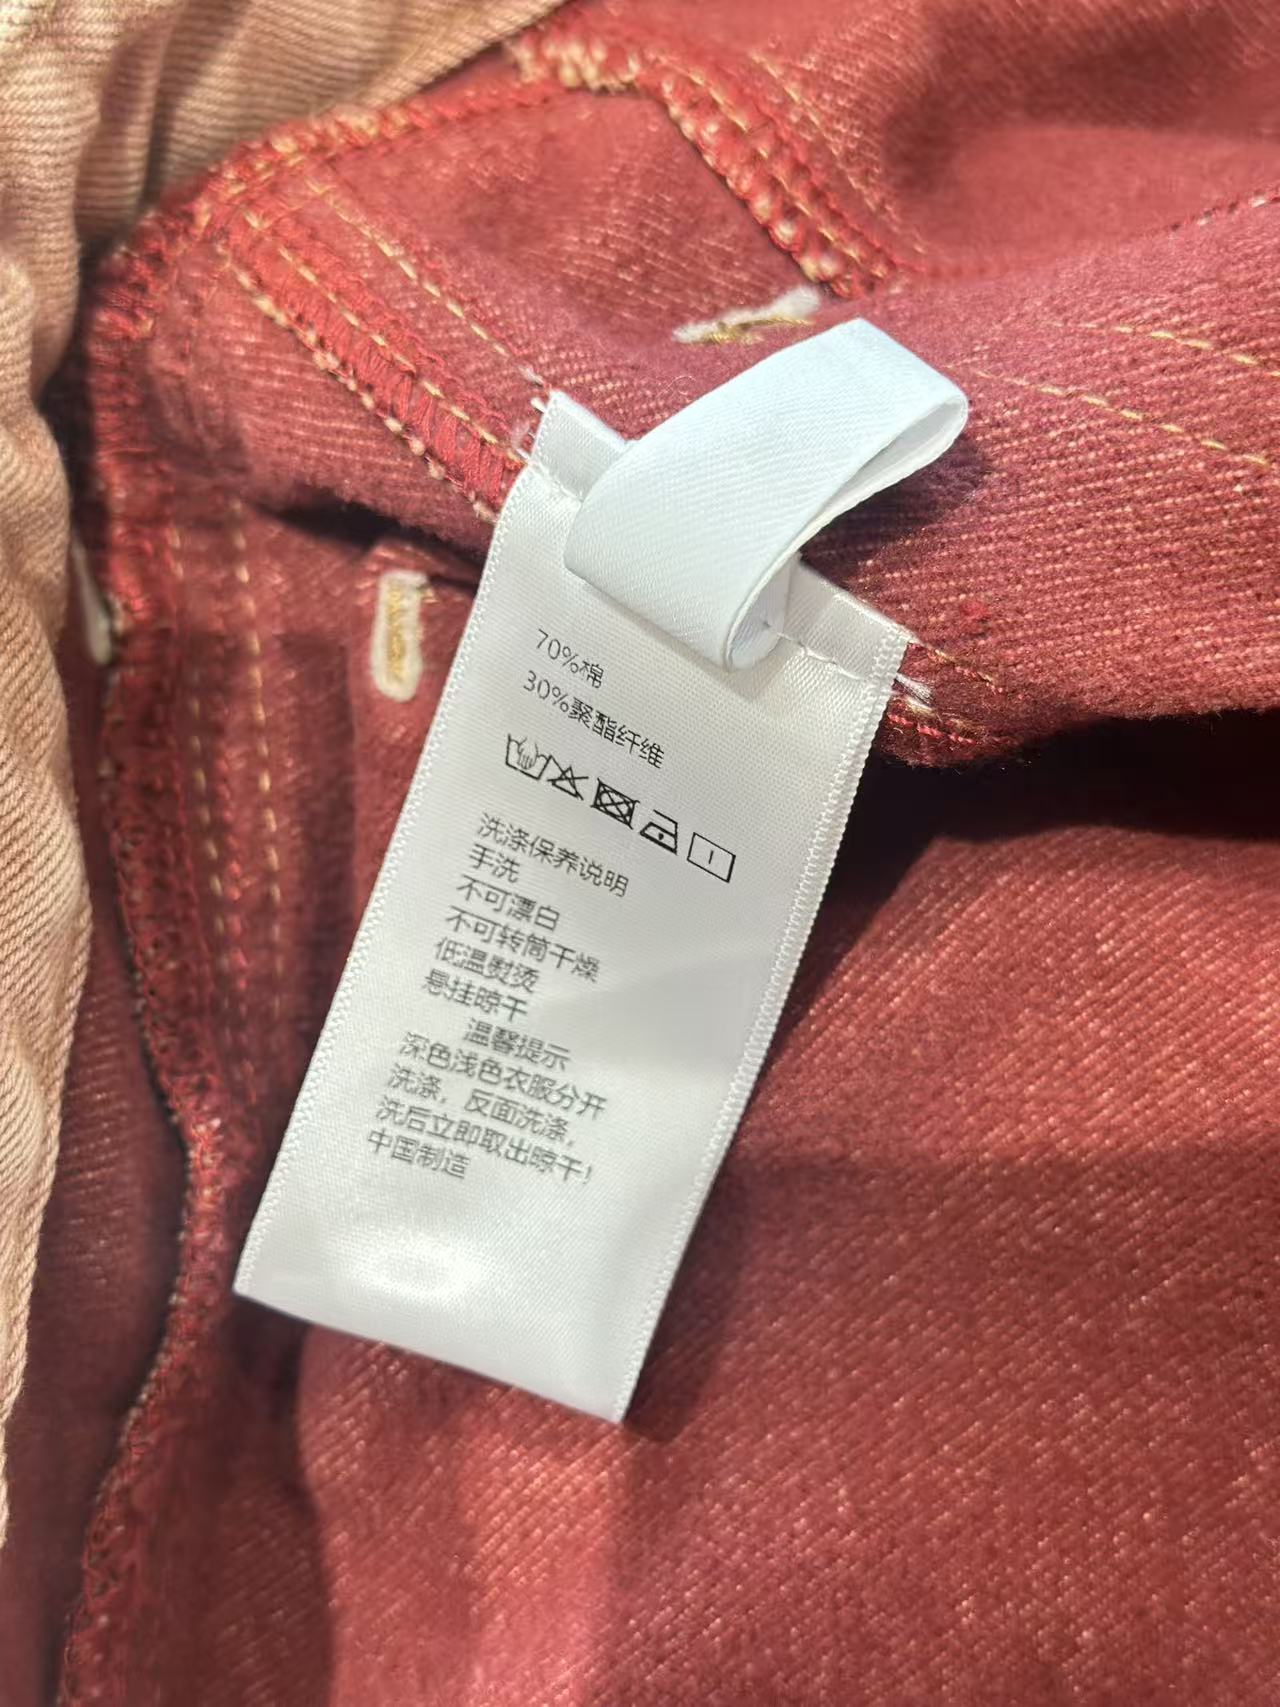 70%棉
30%聚酯纤维
洗涤保养说明
手洗
不可漂白
不可转筒干燥
低温熨烫
悬挂晾干
温馨提示
深色浅色衣服分开
洗涤，反面洗涤，
洗后立即取出晾干！
中国制造